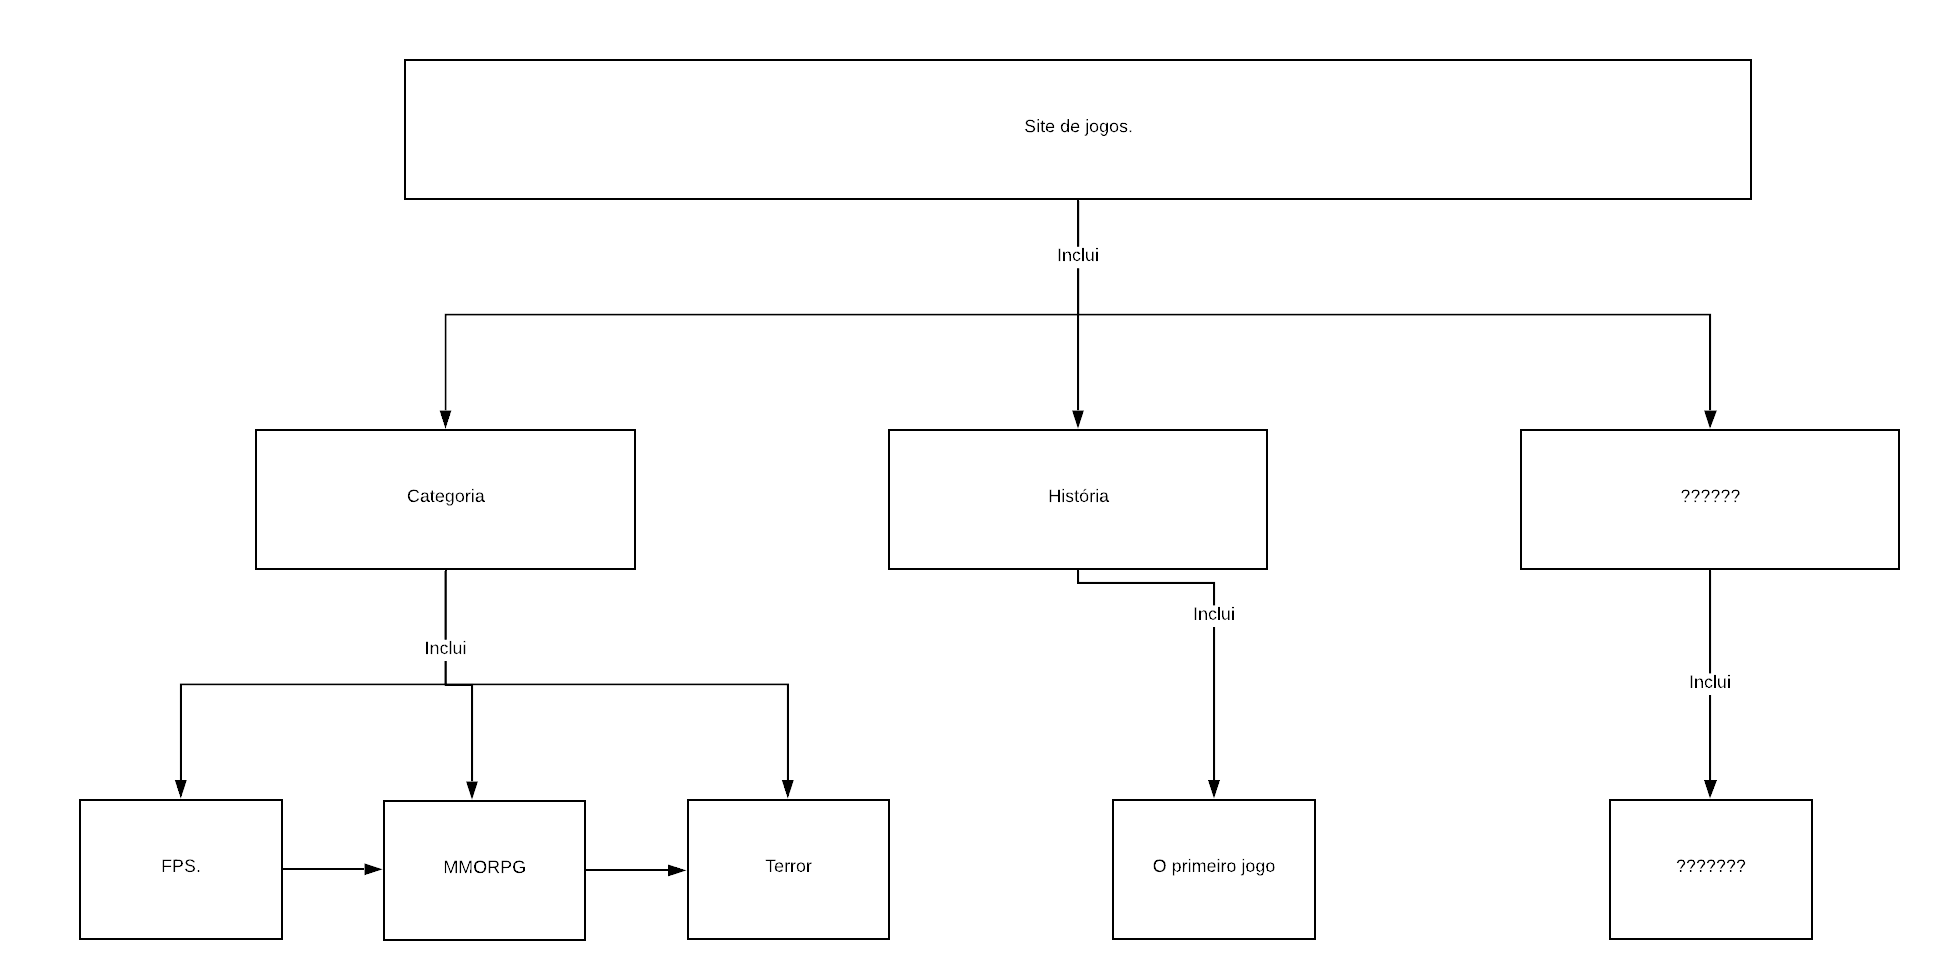 Site de jogos.
Inclui
Categoria
História
??????
Inclui
Inclui
Inclui
FPS.
MMORPG
Terror
O primeiro jogo
???????